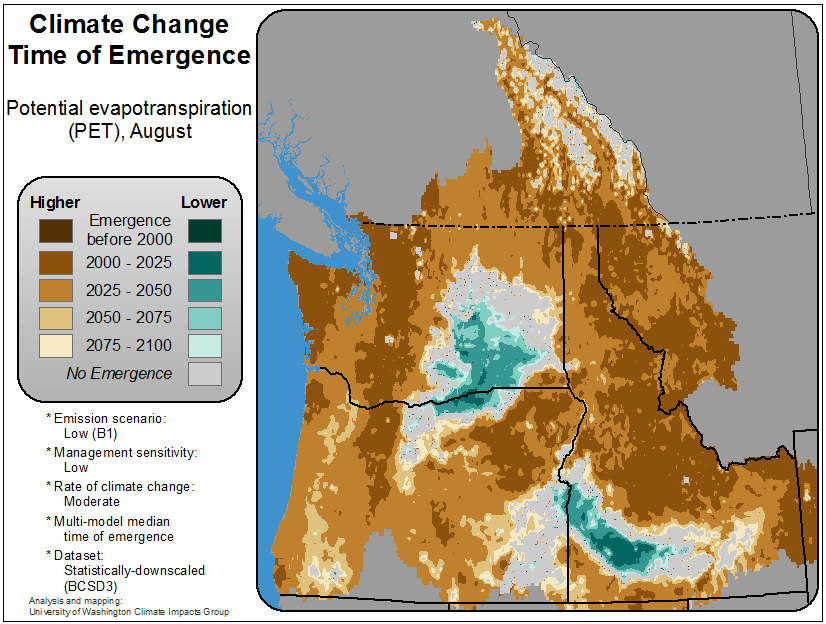 Climate Change
Time of Emergence
Potential evapotranspiration
(PET), August
Higher Lower
Emergence
before 2000
2000 - 2025
2025 - 2050
2050 - 2075
2075 - 2100
No Emergence
* Emission scenario:
Low (B1)
* Management sensitivity:
Low
* Rate of climate change:
Moderate
* Multi-model median
time of emergence
* Dataset:
Statistically-downscaled
(BCSD3)
Analysis and mapping:
University of Washington Climate Impacts Group